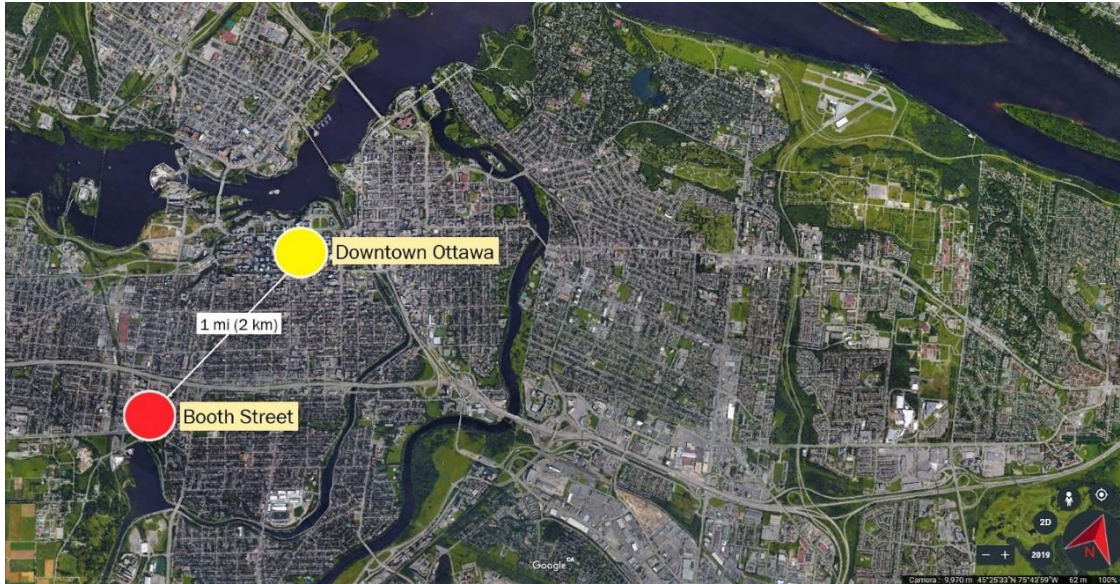 Downtown Ottawa
1 mi (2 km)
Booth Street
2D
N
2019
Google
Camera: 9,970 m 45°25'33"N 75°43'59"W 62 m